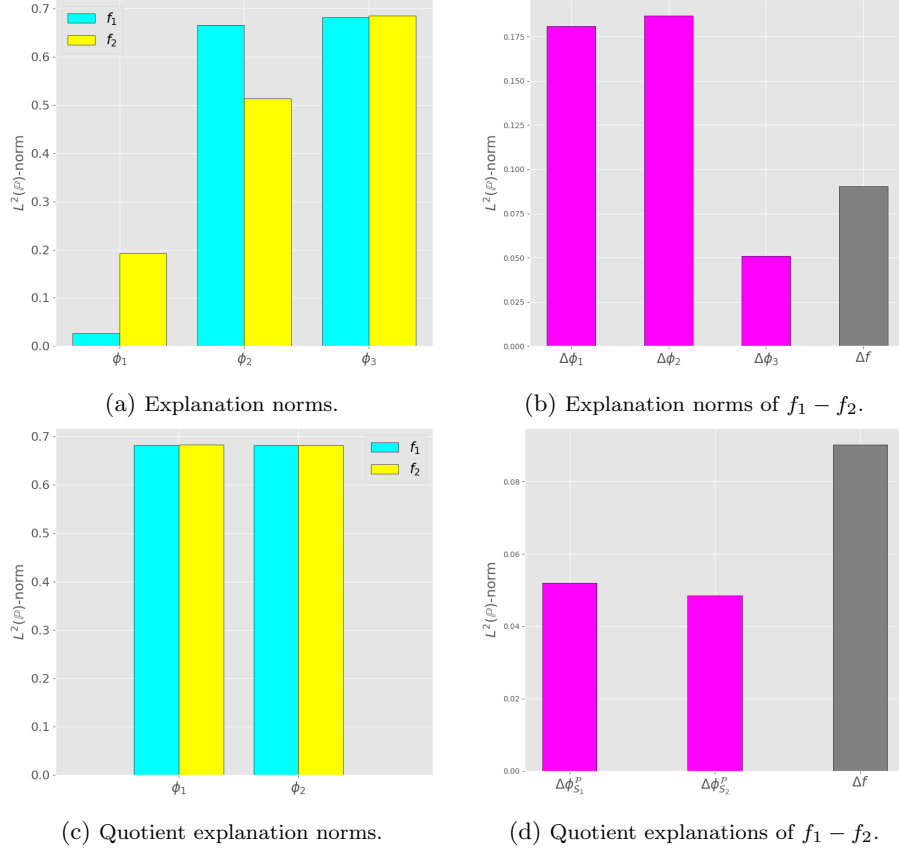 0.7
0.6
0.5
0.4
0.3
0.2
0.1
0.0
L²(ℙ)-norm
f₁
f₂
ϕ₁
ϕ₂
ϕ₃
(a) Explanation norms.
0.175
0.150
0.125
0.100
0.075
0.050
0.025
0.000
L²(ℙ)-norm
Δϕ₁
Δϕ₂
Δϕ₃
Δf
(b) Explanation norms of f₁ − f₂.
0.7
0.6
0.5
0.4
0.3
0.2
0.1
0.0
L²(ℙ)-norm
f₁
f₂
ϕ₁
ϕ₂
(c) Quotient explanation norms.
0.08
0.06
0.04
0.02
0.00
L²(ℙ)-norm
Δϕ^𝒫_S₁
Δϕ^𝒫_S₂
Δf
(d) Quotient explanations of f₁ − f₂.